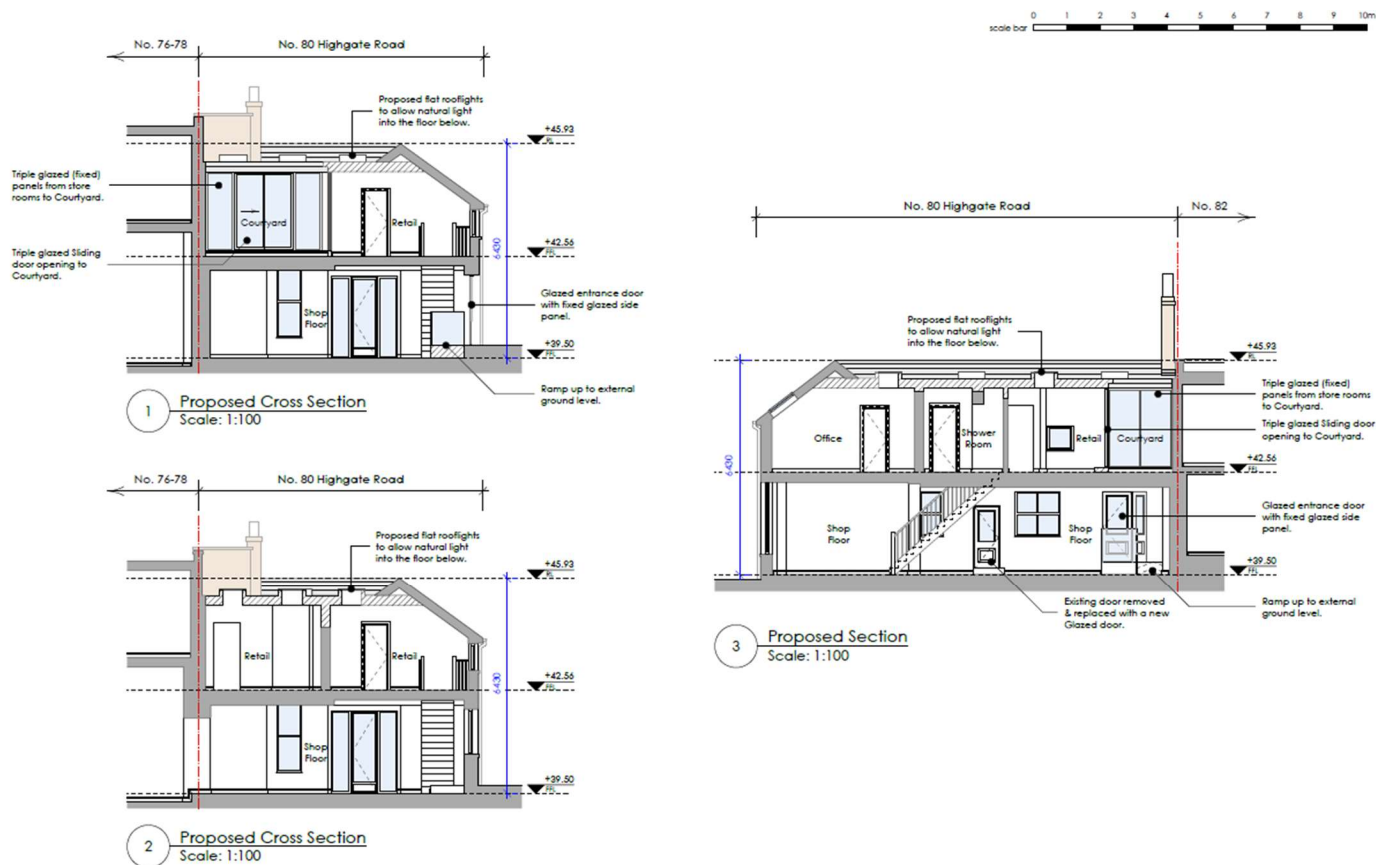 0 1 2 3 4 5 6 7 8 9 10m
scale bar
No. 76-78
No. 80 Highgate Road
Proposed flat rooflights
to allow natural light
into the floor below.
+45.93
RL
Triple glazed (fixed)
panels from store
rooms to Courtyard.
Courtyard
Retail
Triple glazed Sliding
door opening to
Courtyard.
+42.56
FFL
6430
Shop
Floor
Glazed entrance door
with fixed glazed side
panel.
+39.50
FFL
Ramp up to external
ground level.
1
Proposed Cross Section
Scale: 1:100
No. 76-78
No. 80 Highgate Road
Proposed flat rooflights
to allow natural light
into the floor below.
+45.93
RL
Retail
Retail
+42.56
FFL
6430
Shop
Floor
+39.50
FFL
2
Proposed Cross Section
Scale: 1:100
No. 80 Highgate Road
No. 82
Proposed flat rooflights
to allow natural light
into the floor below.
+45.93
RL
Triple glazed (fixed)
panels from store rooms
to Courtyard.
Triple glazed Sliding door
opening to Courtyard.
Office
Shower
Room
Retail
Courtyard
+42.56
FFL
6430
Shop
Floor
Shop
Floor
Glazed entrance door
with fixed glazed side
panel.
+39.50
FFL
Existing door removed
& replaced with a new
Glazed door.
Ramp up to external
ground level.
3
Proposed Section
Scale: 1:100